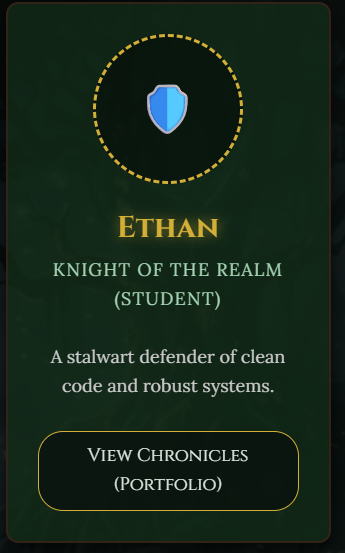 Ethan
KNIGHT OF THE REALM
(STUDENT)
A stalwart defender of clean
code and robust systems.
View Chronicles
(Portfolio)